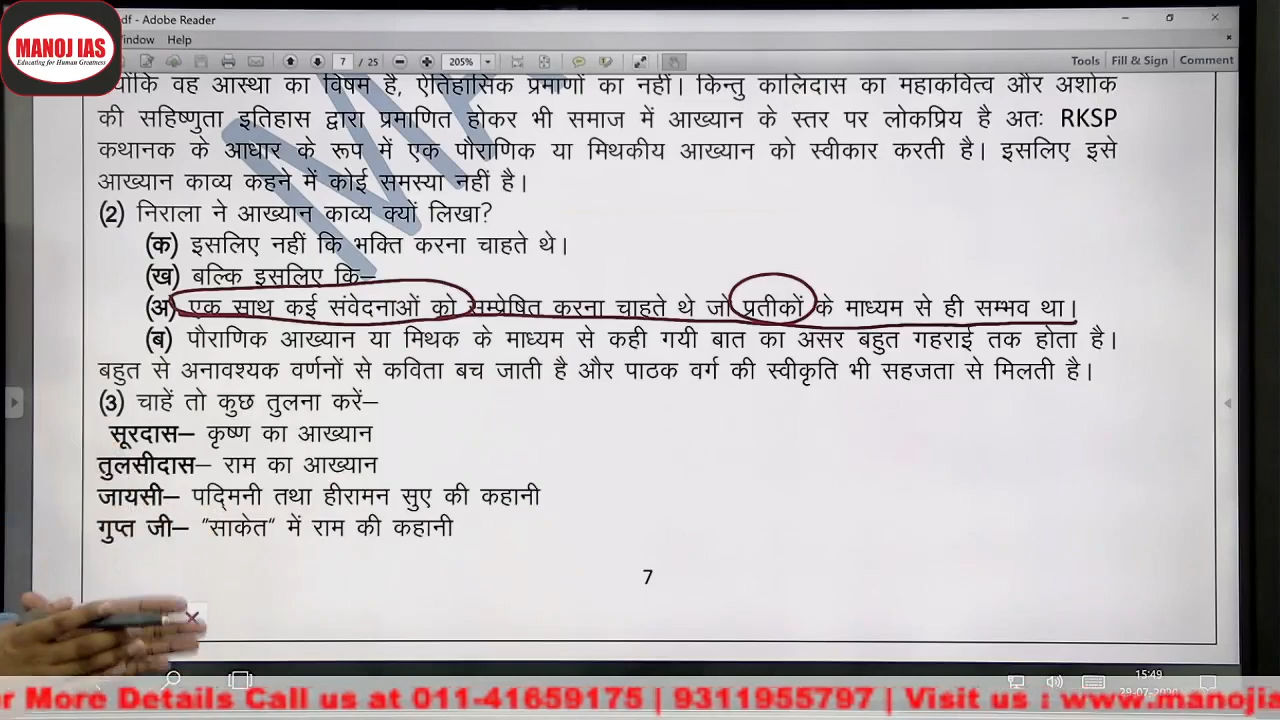 MANOJ IAS
Educating for Human Greatness
df - Adobe Reader
indow Help
7 / 25
205%
Tools Fill & Sign Comment
क्योंकि वह आस्था का विषम है, ऐतिहासिक प्रमाणों का नहीं। किन्तु कालिदास का महाकवित्व और अशोक
की सहिष्णुता इतिहास द्वारा प्रमाणित होकर भी समाज में आख्यान के स्तर पर लोकप्रिय है अतः RKSP
कथानक के आधार के रूप में एक पौराणिक या मिथकीय आख्यान को स्वीकार करती है। इसलिए इसे
आख्यान काव्य कहने में कोई समस्या नहीं है।
(2) निराला ने आख्यान काव्य क्यों लिखा?
(क) इसलिए नहीं कि भक्ति करना चाहते थे।
(ख) बल्कि इसलिए कि–
(अ) एक साथ कई संवेदनाओं को सम्प्रेषित करना चाहते थे जो प्रतीकों के माध्यम से ही सम्भव था।
(ब) पौराणिक आख्यान या मिथक के माध्यम से कही गयी बात का असर बहुत गहराई तक होता है।
बहुत से अनावश्यक वर्णनों से कविता बच जाती है और पाठक वर्ग की स्वीकृति भी सहजता से मिलती है।
(3) चाहें तो कुछ तुलना करें–
सूरदास– कृष्ण का आख्यान
तुलसीदास– राम का आख्यान
जायसी– पद्मिनी तथा हीरामन सुए की कहानी
गुप्त जी– "साकेत" में राम की कहानी
7
15:49
29-07-2020
or More Details Call us : 011-41659175 | 9311955797 | Visit us : www.manojia